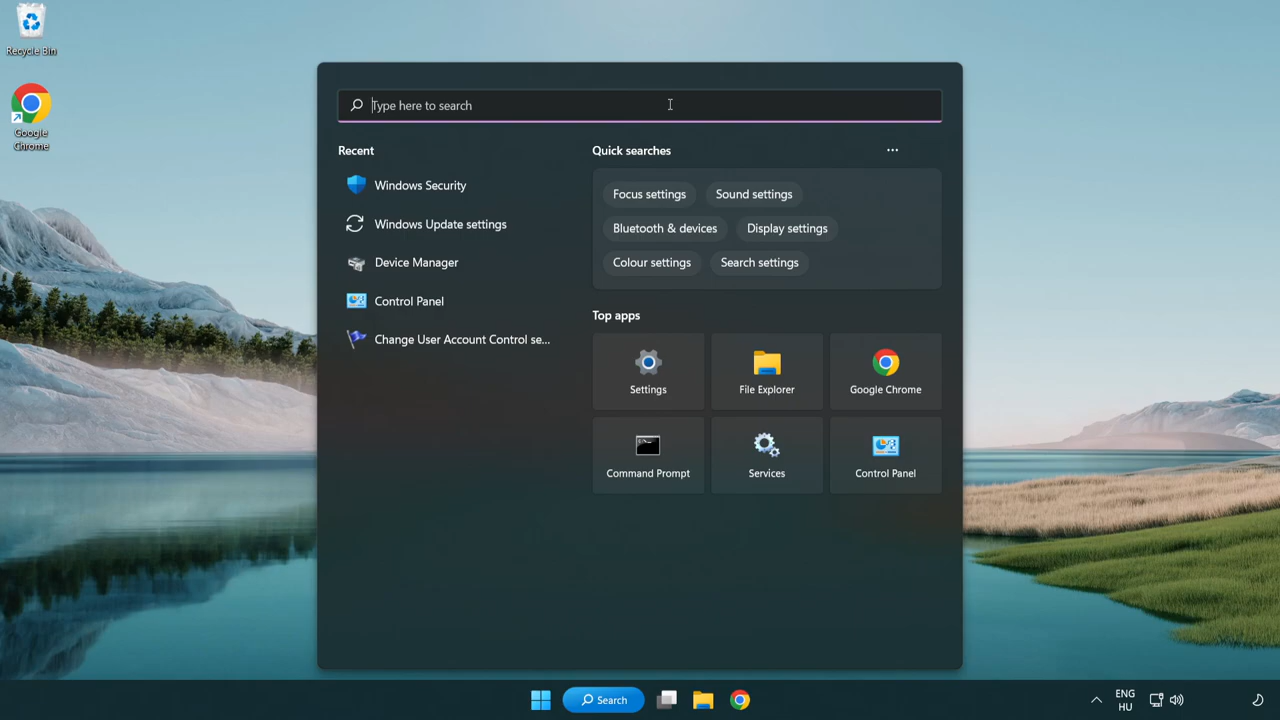 Recycle Bin
Google
Chrome
Type here to search
Recent
Windows Security
Windows Update settings
Device Manager
Control Panel
Change User Account Control se...
Quick searches
Focus settings
Sound settings
Bluetooth & devices
Display settings
Colour settings
Search settings
Top apps
Settings
File Explorer
Google Chrome
Command Prompt
Services
Control Panel
Search
ENG
HU